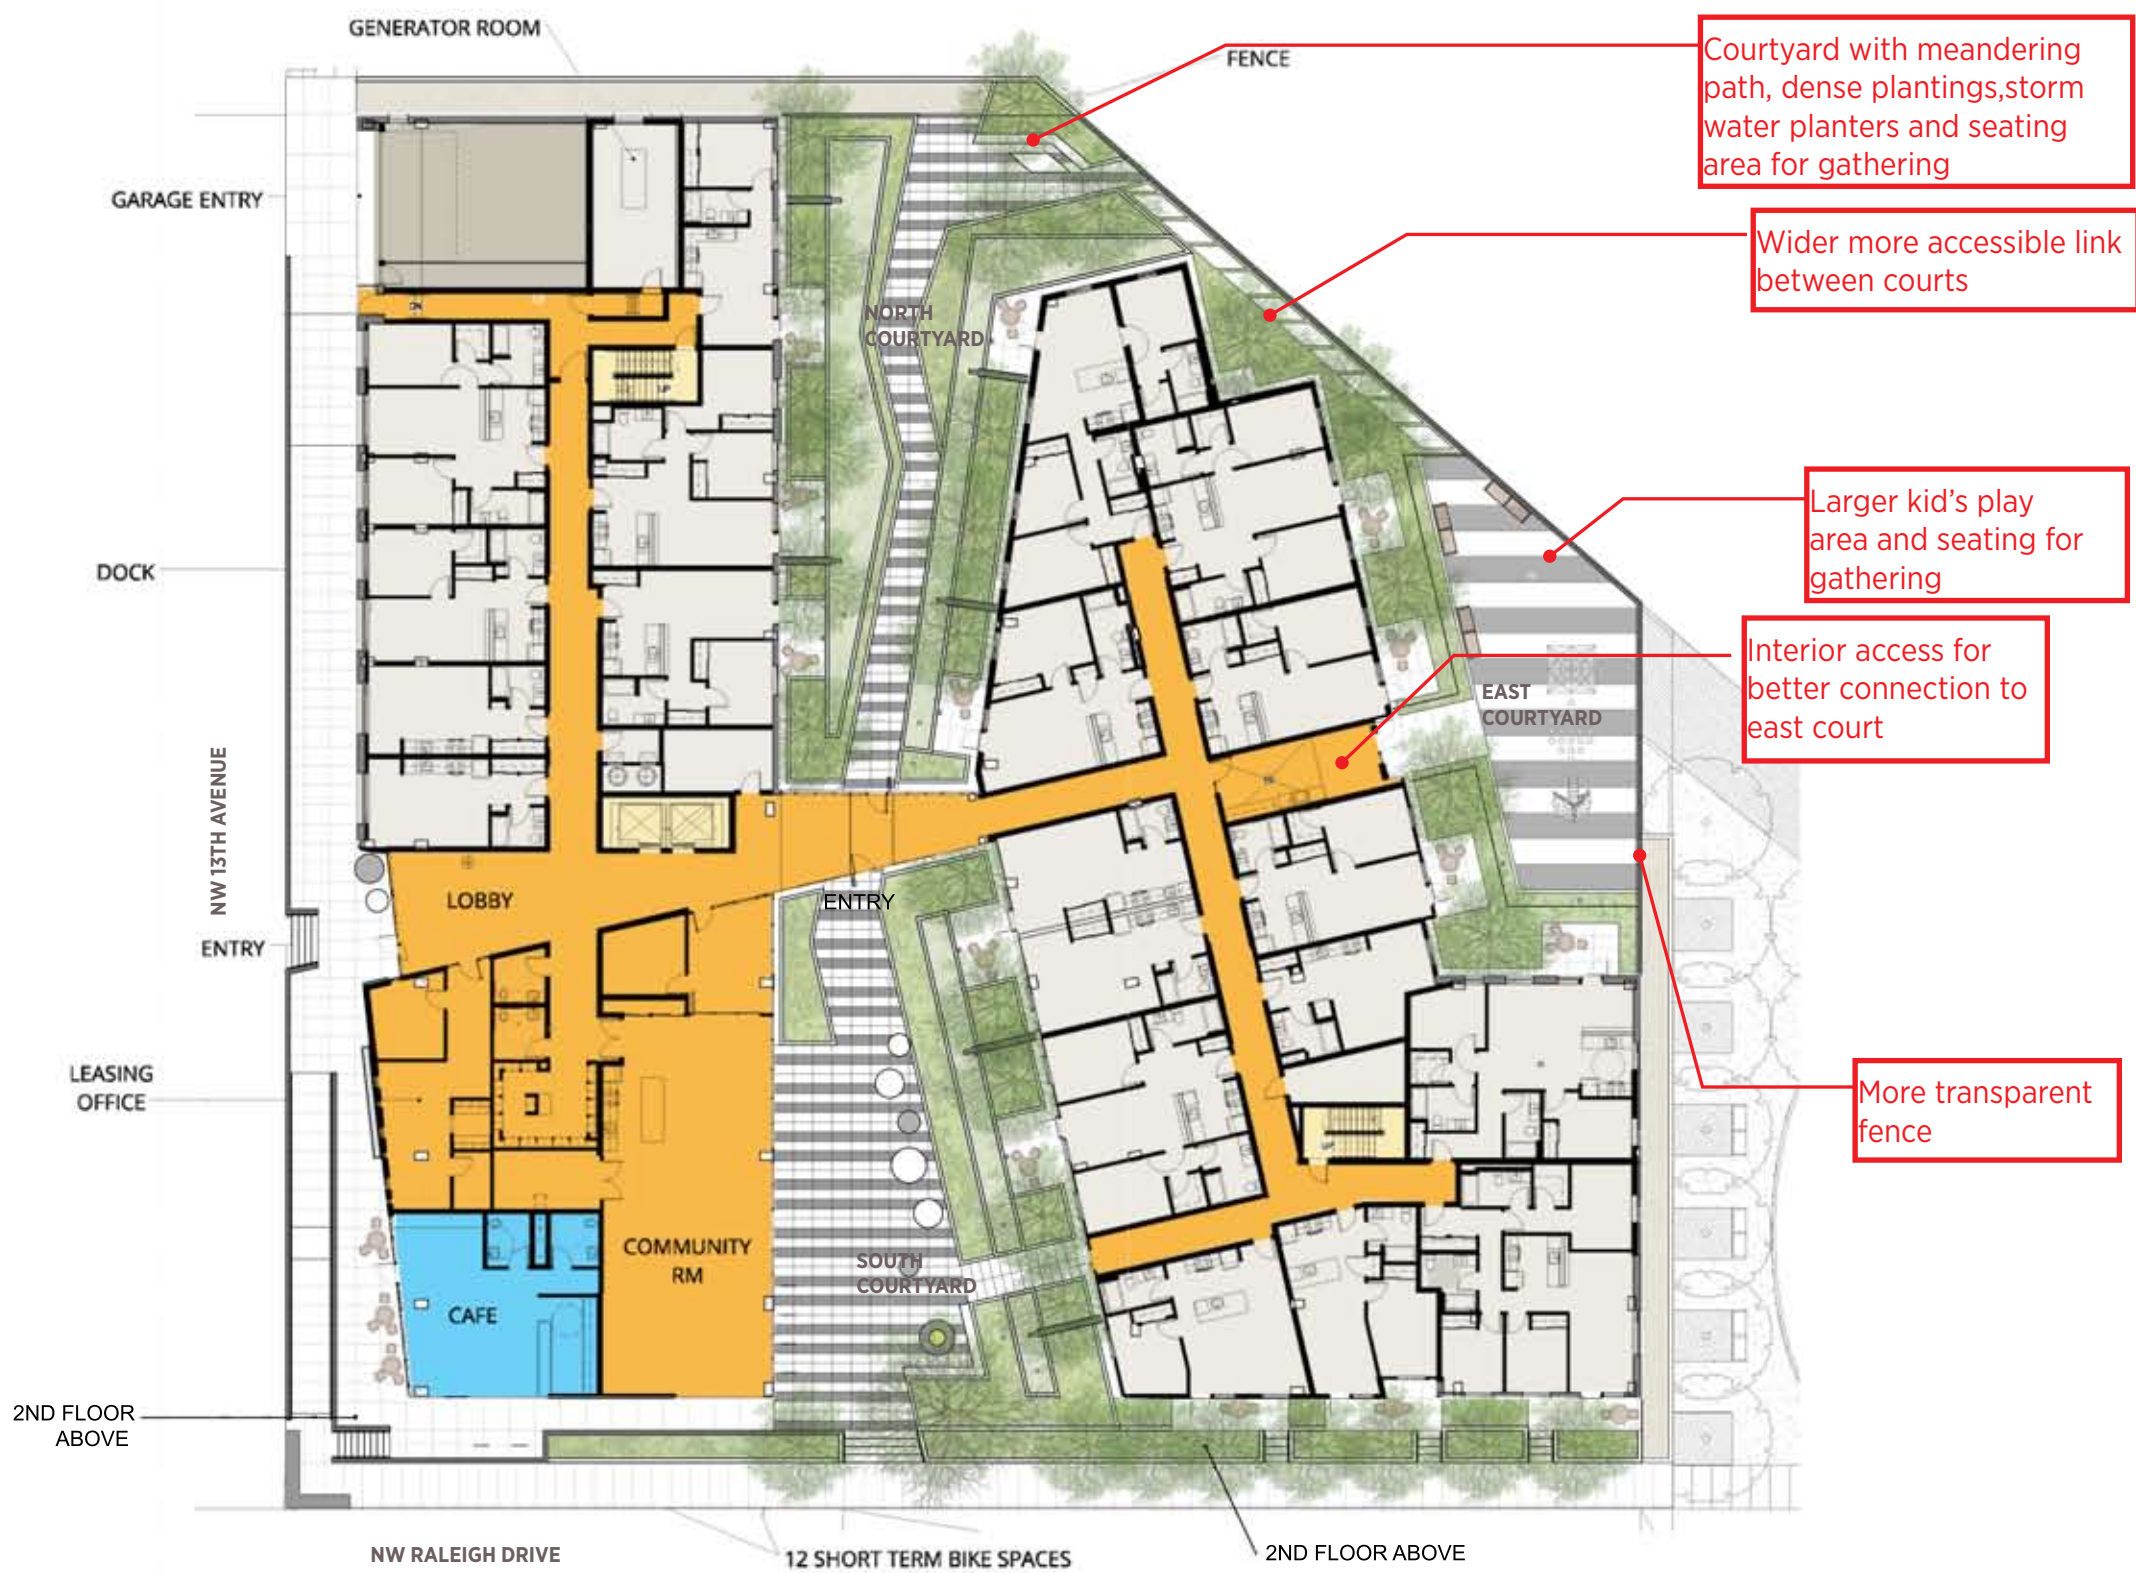 GENERATOR ROOM
FENCE
Courtyard with meandering
path, dense plantings,storm
water planters and seating
area for gathering
GARAGE ENTRY
Wider more accessible link
between courts
NORTH
COURTYARD
Larger kid's play
area and seating for
gathering
DOCK
Interior access for
better connection to
east court
EAST
COURTYARD
NW 13TH AVENUE
LOBBY
ENTRY
ENTRY
LEASING
OFFICE
More transparent
fence
COMMUNITY
RM
SOUTH
COURTYARD
CAFE
2ND FLOOR
ABOVE
NW RALEIGH DRIVE
12 SHORT TERM BIKE SPACES
2ND FLOOR ABOVE